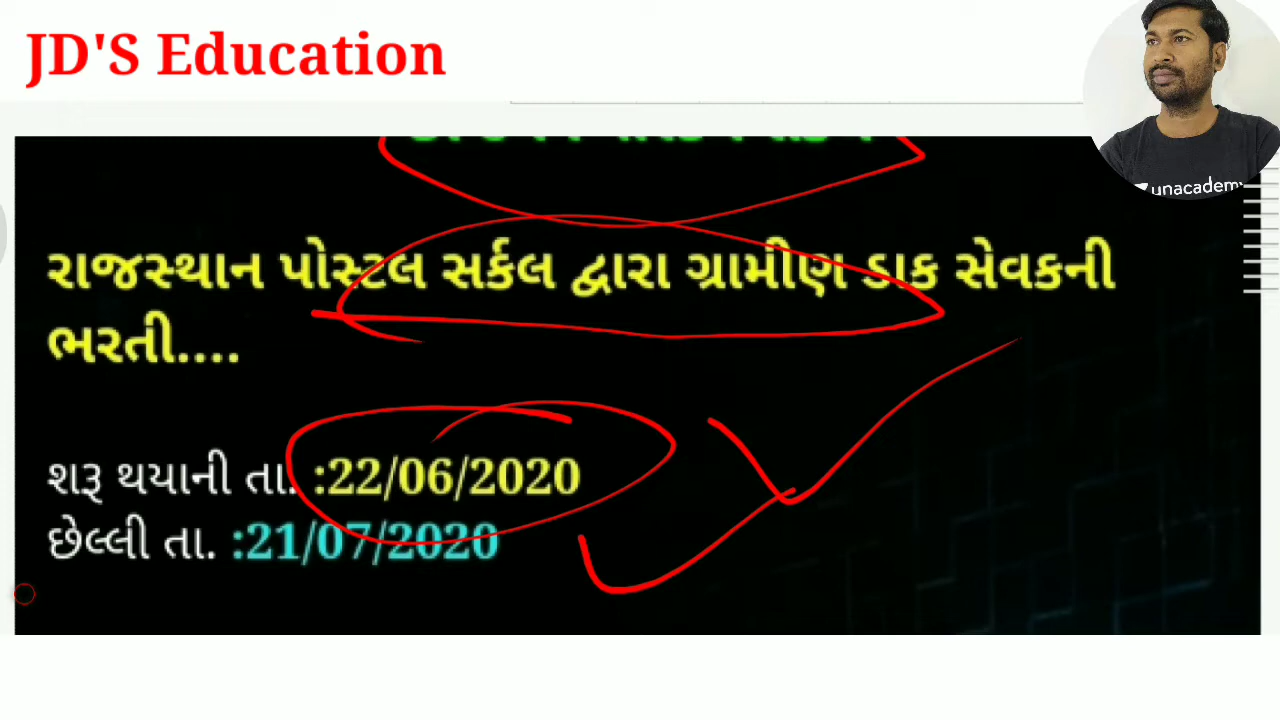 JD'S Education
unacademy
રાજસ્થાન પોસ્ટલ સર્કલ દ્વારા ગ્રામીણ ડાક સેવકની
ભરતી....
શરૂ થયાની તા. :22/06/2020
છેલ્લી તા. :21/07/2020